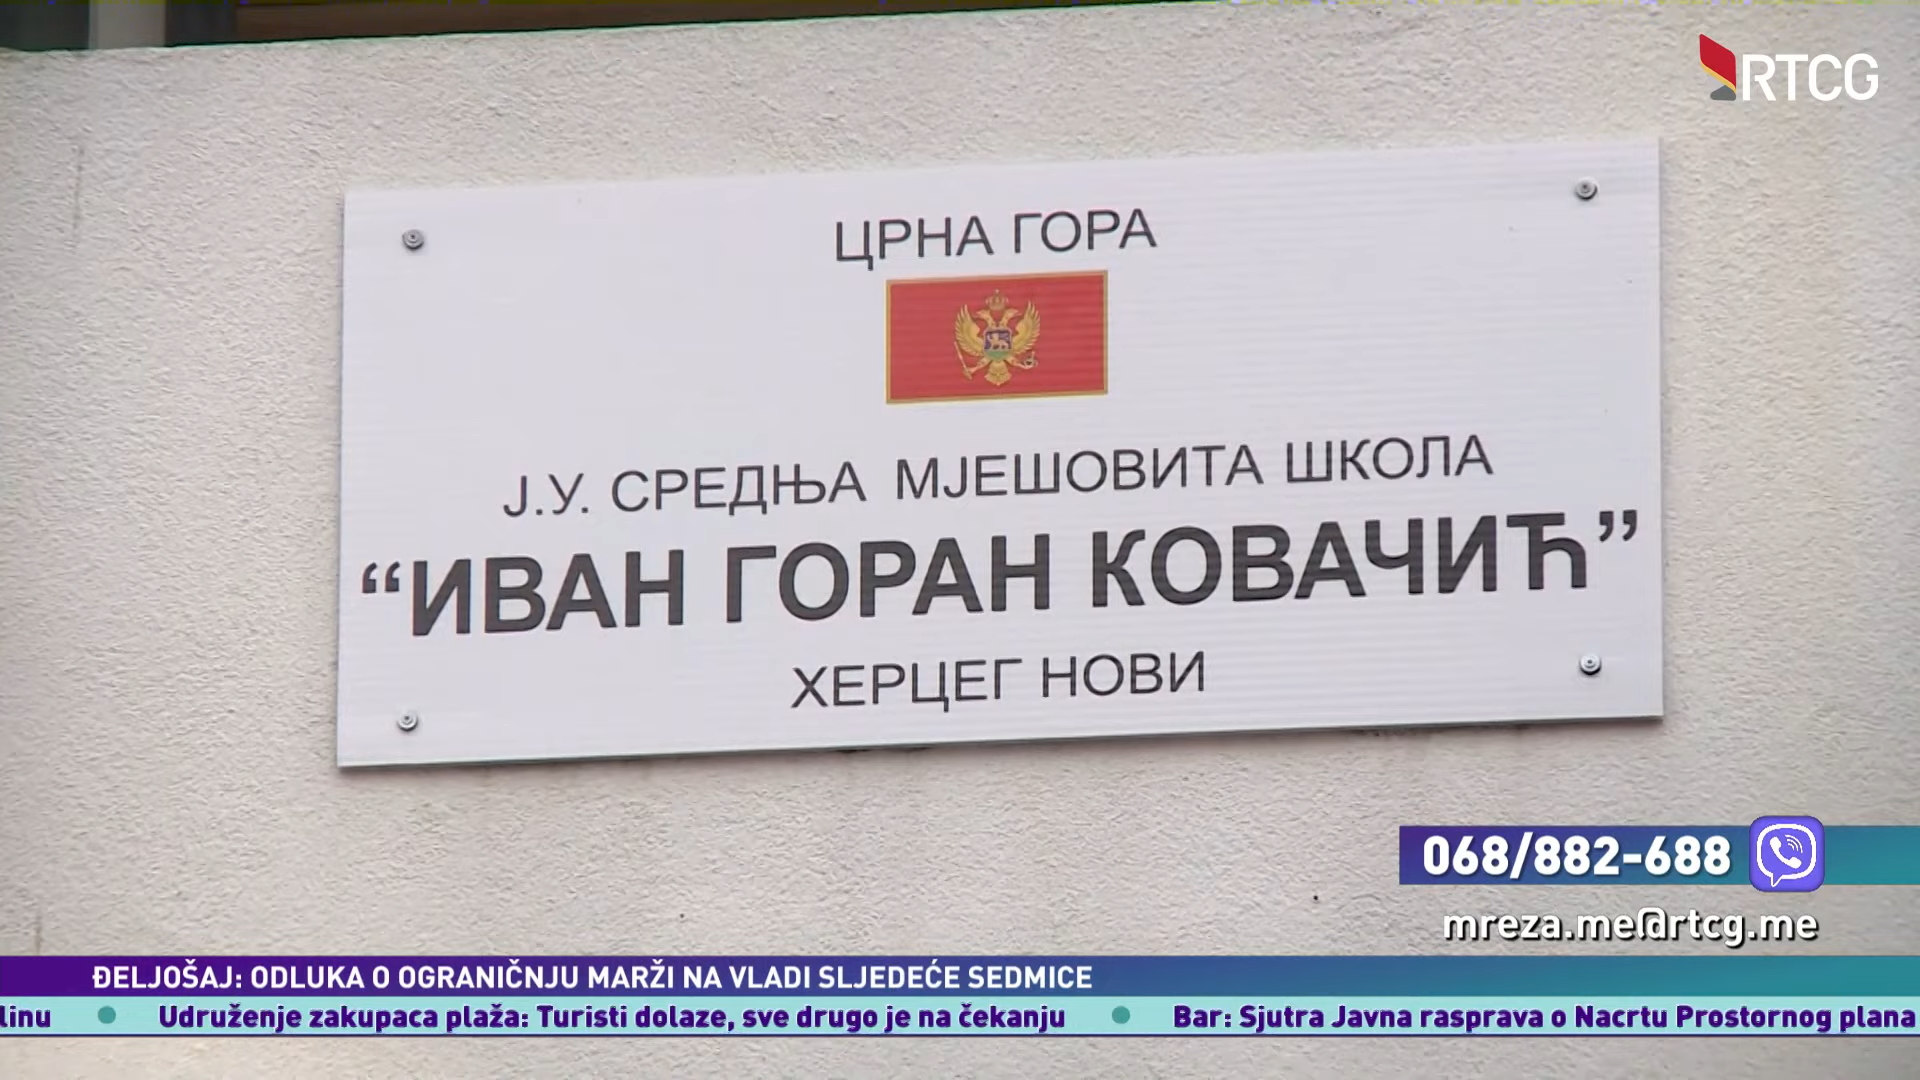 RTCG
ЦРНА ГОРА
Ј.У. СРЕДЊА МЈЕШОВИТА ШКОЛА
“ИВАН ГОРАН КОВАЧИЋ”
ХЕРЦЕГ НОВИ
068/882-688
mreza.me@rtcg.me
ĐELJOŠAJ: ODLUKA O OGRANIČNJU MARŽI NA VLADI SLJEDEĆE SEDMICE
linu • Udruženje zakupaca plaža: Turisti dolaze, sve drugo je na čekanju • Bar: Sjutra Javna rasprava o Nacrtu Prostornog plana